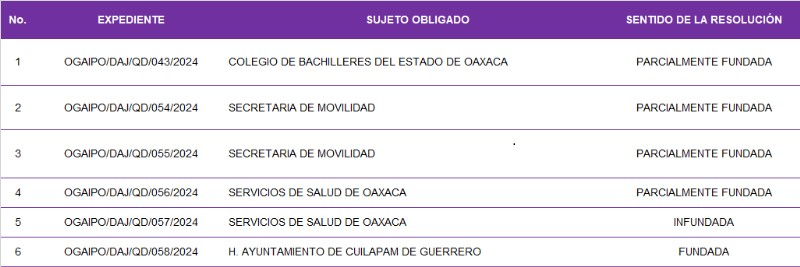 No. EXPEDIENTE SUJETO OBLIGADO SENTIDO DE LA RESOLUCIÓN
1 OGAIPO/DAJ/QD/043/2024 COLEGIO DE BACHILLERES DEL ESTADO DE OAXACA PARCIALMENTE FUNDADA
2 OGAIPO/DAJ/QD/054/2024 SECRETARIA DE MOVILIDAD PARCIALMENTE FUNDADA
3 OGAIPO/DAJ/QD/055/2024 SECRETARIA DE MOVILIDAD PARCIALMENTE FUNDADA
4 OGAIPO/DAJ/QD/056/2024 SERVICIOS DE SALUD DE OAXACA PARCIALMENTE FUNDADA
5 OGAIPO/DAJ/QD/057/2024 SERVICIOS DE SALUD DE OAXACA INFUNDADA
6 OGAIPO/DAJ/QD/058/2024 H. AYUNTAMIENTO DE CUILAPAM DE GUERRERO FUNDADA